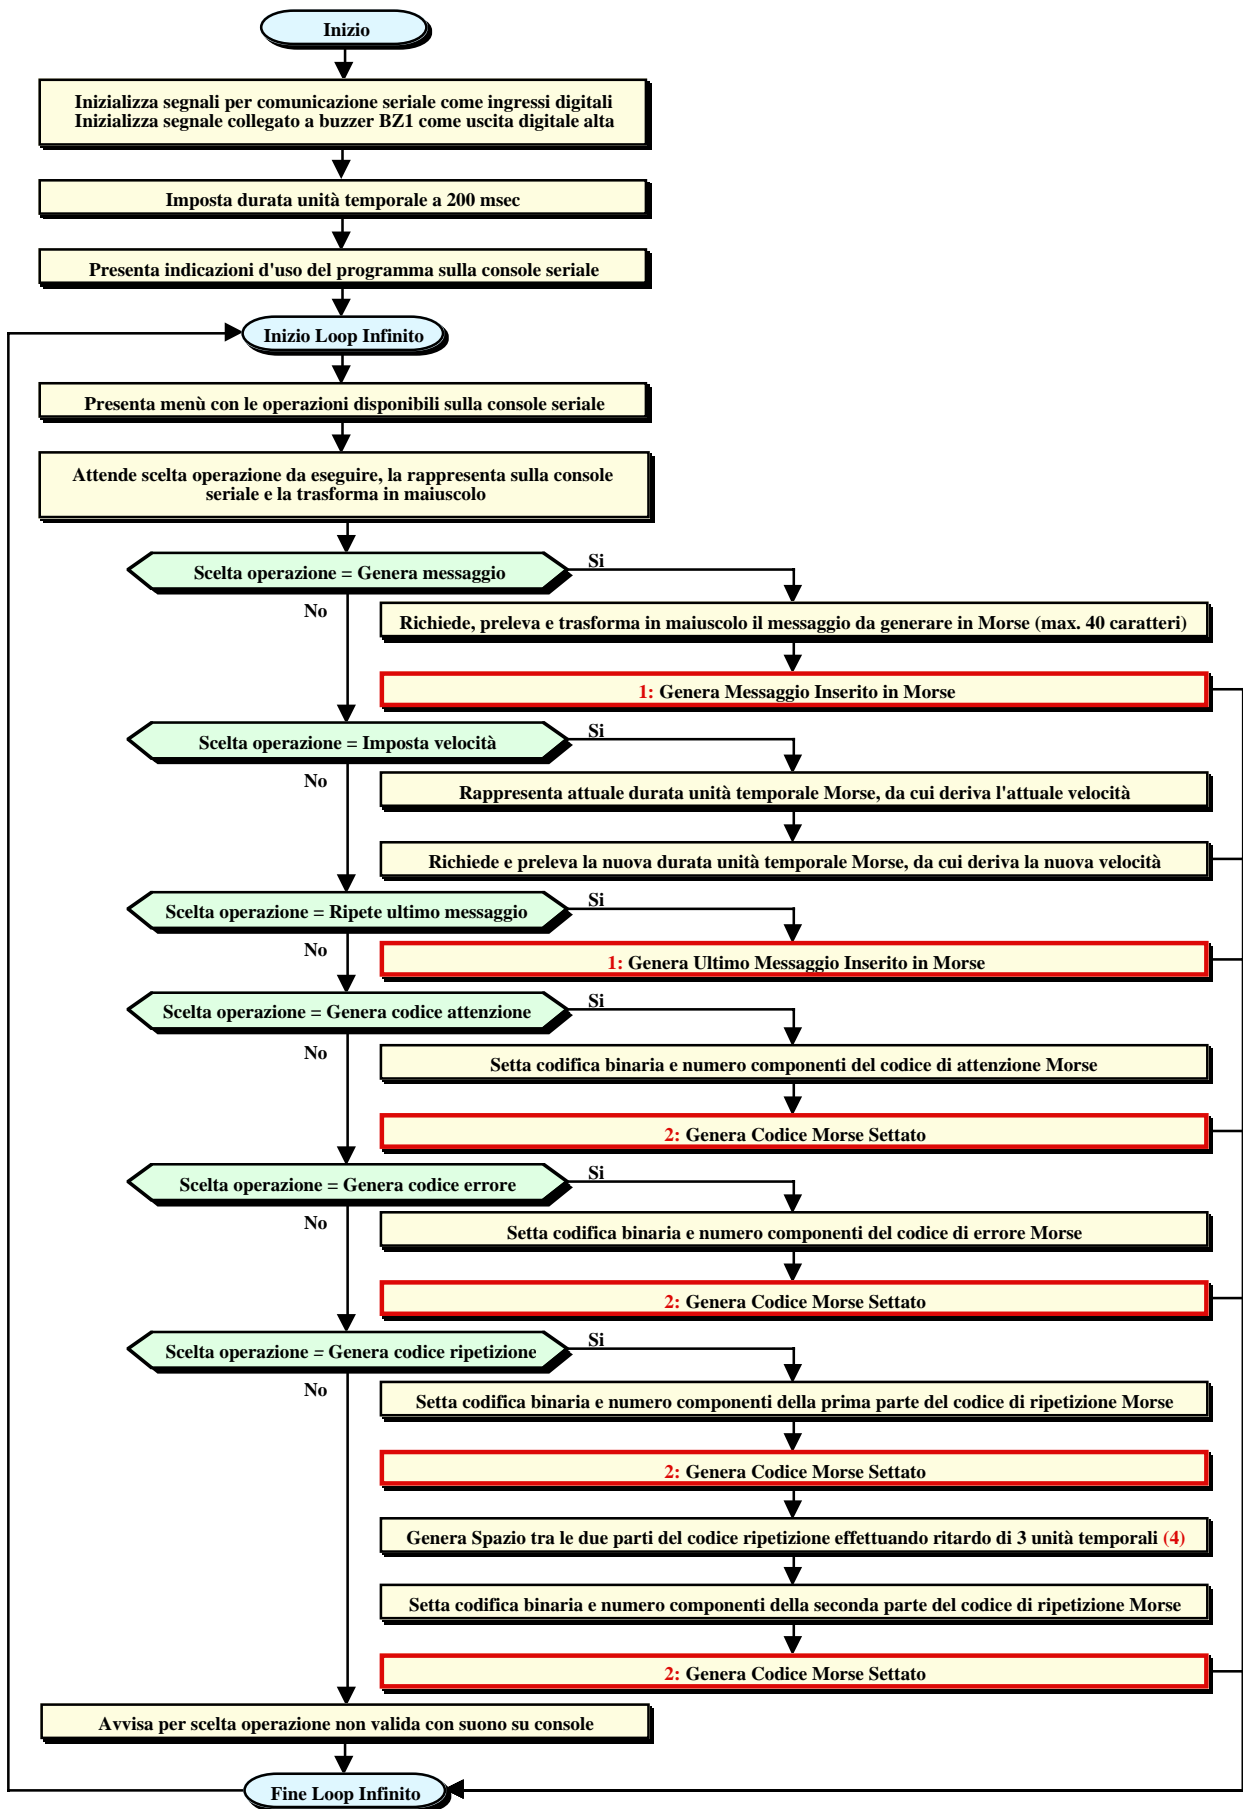 Inizio
Inizializza segnali per comunicazione seriale come ingressi digitali
Inizializza segnale collegato a buzzer BZ1 come uscita digitale alta
Imposta durata unità temporale a 200 msec
Presenta indicazioni d'uso del programma sulla console seriale
Inizio Loop Infinito
Presenta menù con le operazioni disponibili sulla console seriale
Attende scelta operazione da eseguire, la rappresenta sulla console
seriale e la trasforma in maiuscolo
Scelta operazione = Genera messaggio
Si
No
Richiede, preleva e trasforma in maiuscolo il messaggio da generare in Morse (max. 40 caratteri)
1: Genera Messaggio Inserito in Morse
Scelta operazione = Imposta velocità
Si
No
Rappresenta attuale durata unità temporale Morse, da cui deriva l'attuale velocità
Richiede e preleva la nuova durata unità temporale Morse, da cui deriva la nuova velocità
Scelta operazione = Ripete ultimo messaggio
Si
No
1: Genera Ultimo Messaggio Inserito in Morse
Scelta operazione = Genera codice attenzione
Si
No
Setta codifica binaria e numero componenti del codice di attenzione Morse
2: Genera Codice Morse Settato
Scelta operazione = Genera codice errore
Si
No
Setta codifica binaria e numero componenti del codice di errore Morse
2: Genera Codice Morse Settato
Scelta operazione = Genera codice ripetizione
Si
No
Setta codifica binaria e numero componenti della prima parte del codice di ripetizione Morse
2: Genera Codice Morse Settato
Genera Spazio tra le due parti del codice ripetizione effettuando ritardo di 3 unità temporali (4)
Setta codifica binaria e numero componenti della seconda parte del codice di ripetizione Morse
2: Genera Codice Morse Settato
Avvisa per scelta operazione non valida con suono su console
Fine Loop Infinito